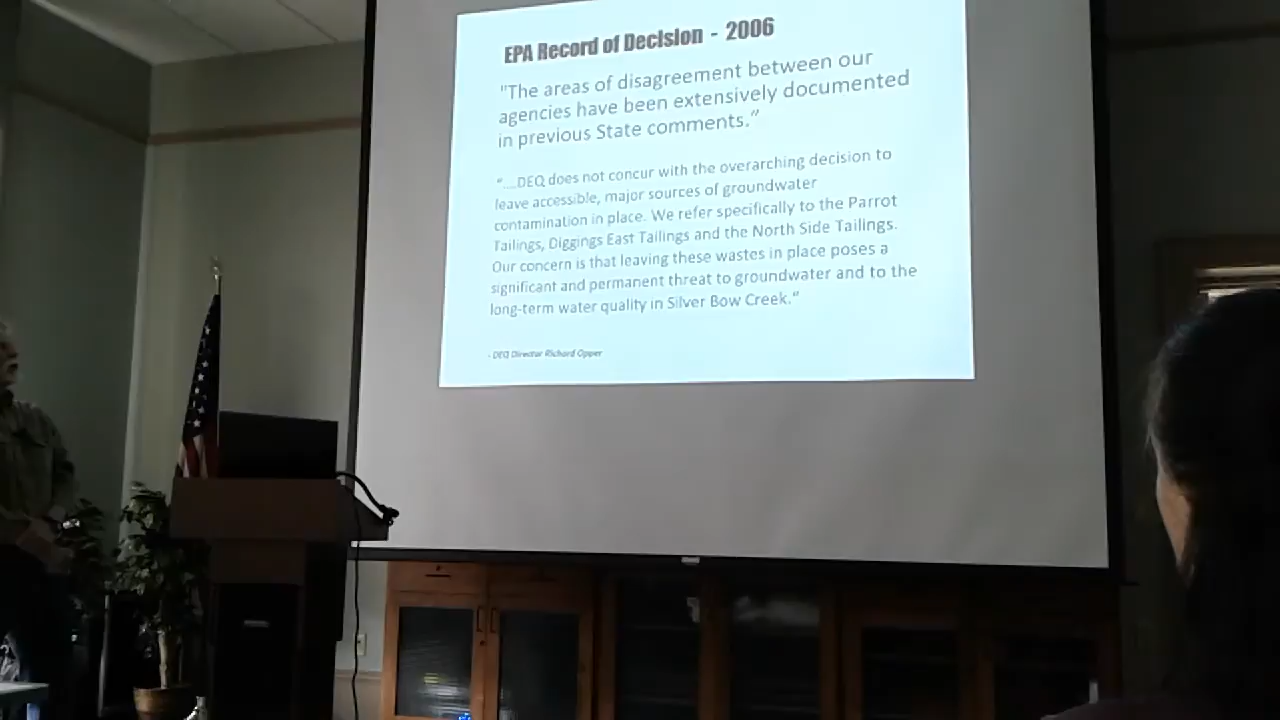 EPA Record of Decision - 2006
"The areas of disagreement between our
agencies have been extensively documented
in previous State comments."
"....DEQ does not concur with the overarching decision to
leave accessible, major sources of groundwater
contamination in place. We refer specifically to the Parrot
Tailings, Diggings East Tailings and the North Side Tailings.
Our concern is that leaving these wastes in place poses a
significant and permanent threat to groundwater and to the
long-term water quality in Silver Bow Creek."
- DEQ Director Richard Opper